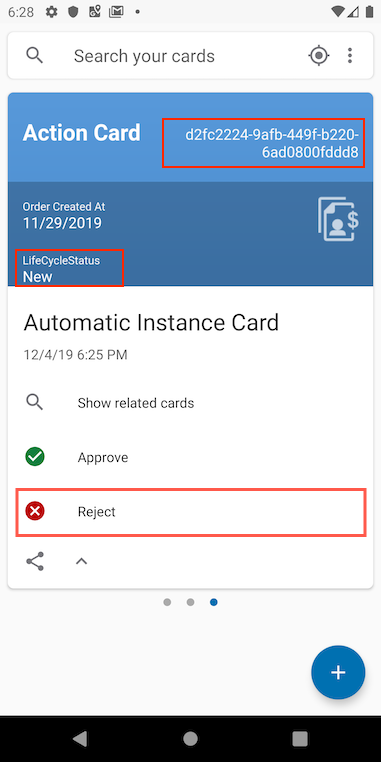 6:28
Search your cards
Action Card
d2fc2224-9afb-449f-b220-
6ad0800fddd8
Order Created At
11/29/2019
LifeCycleStatus
New
Automatic Instance Card
12/4/19 6:25 PM
Show related cards
Approve
Reject